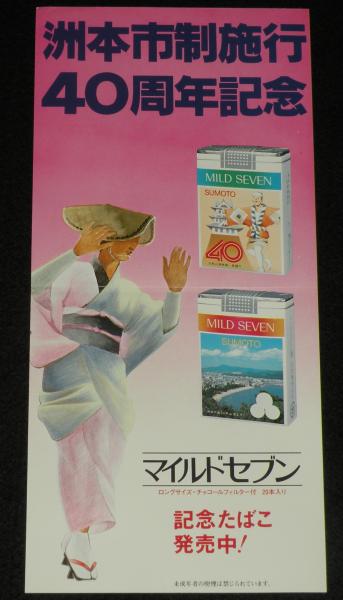 洲本市制施行
40周年記念
MILD SEVEN
SUMOTO
40
MILD SEVEN
SUMOTO
マイルドセブン
ロングサイズ・チャコールフィルター付 20本入り
記念たばこ
発売中!
未成年者の喫煙は禁じられています。